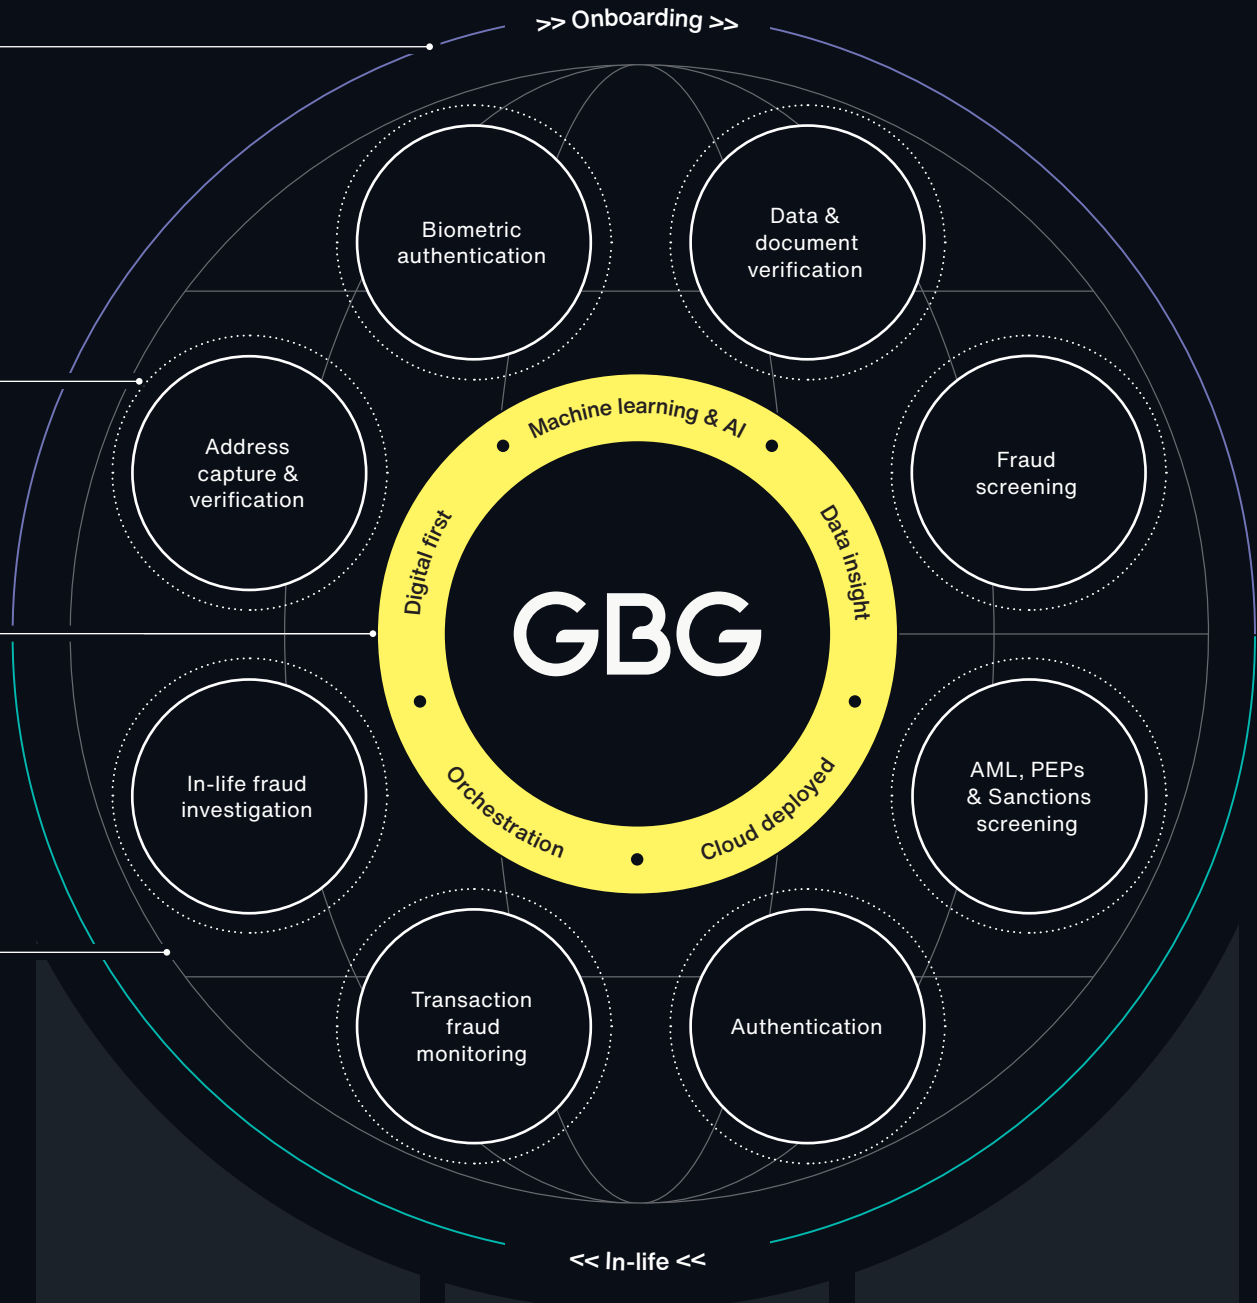 >> Onboarding >>
Biometric
authentication
Data &
document
verification
Address
capture &
verification
Machine learning & AI
Fraud
screening
Digital first
Data insight
GBG
In-life fraud
investigation
Orchestration
Cloud deployed
AML, PEPs
& Sanctions
screening
Transaction
fraud
monitoring
Authentication
<< In-life <<